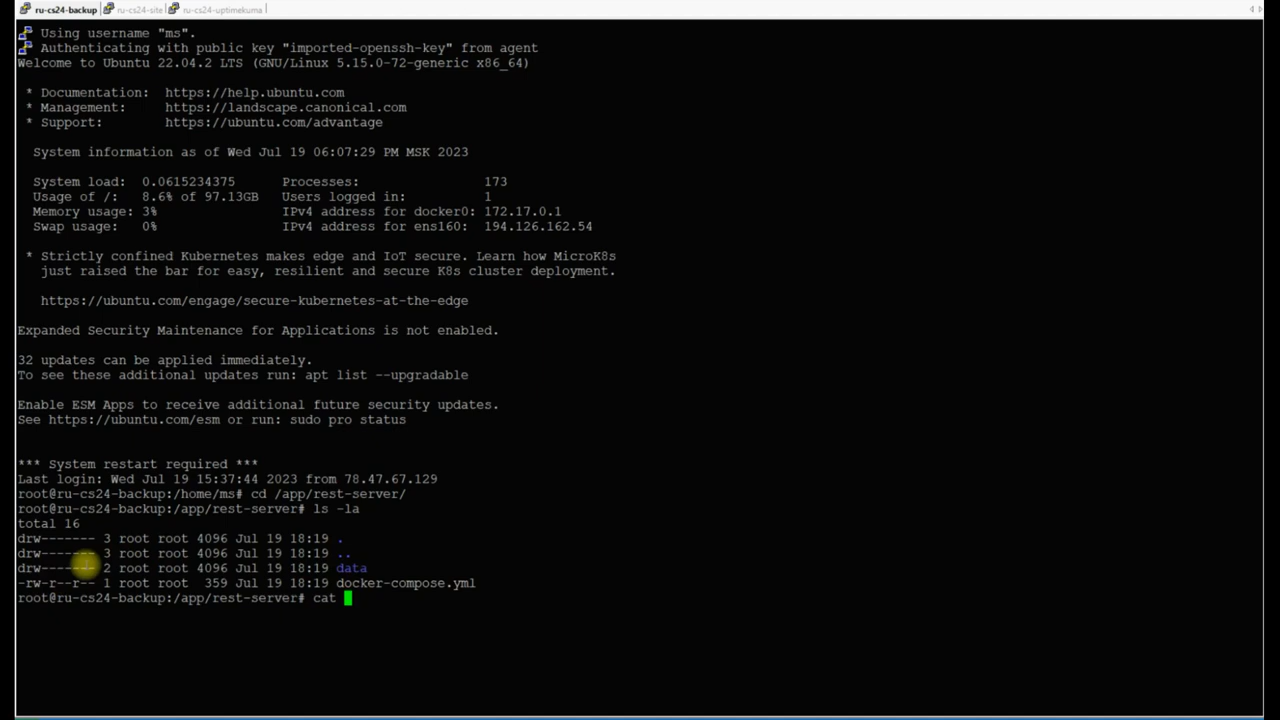 ru-cs24-backup ru-cs24-site ru-cs24-uptimekuma
Using username "ms".
Authenticating with public key "imported-openssh-key" from agent
Welcome to Ubuntu 22.04.2 LTS (GNU/Linux 5.15.0-72-generic x86_64)
* Documentation: https://help.ubuntu.com
* Management: https://landscape.canonical.com
* Support: https://ubuntu.com/advantage
System information as of Wed Jul 19 06:07:29 PM MSK 2023
System load: 0.0615234375 Processes: 173
Usage of /: 8.6% of 97.13GB Users logged in: 1
Memory usage: 3% IPv4 address for docker0: 172.17.0.1
Swap usage: 0% IPv4 address for ens160: 194.126.162.54
* Strictly confined Kubernetes makes edge and IoT secure. Learn how MicroK8s
just raised the bar for easy, resilient and secure K8s cluster deployment.
https://ubuntu.com/engage/secure-kubernetes-at-the-edge
Expanded Security Maintenance for Applications is not enabled.
32 updates can be applied immediately.
To see these additional updates run: apt list --upgradable
Enable ESM Apps to receive additional future security updates.
See https://ubuntu.com/esm or run: sudo pro status
*** System restart required ***
Last login: Wed Jul 19 15:37:44 2023 from 78.47.67.129
root@ru-cs24-backup:/home/ms# cd /app/rest-server/
root@ru-cs24-backup:/app/rest-server# ls -la
total 16
drw------- 3 root root 4096 Jul 19 18:19 .
drw------- 3 root root 4096 Jul 19 18:19 ..
drw------- 2 root root 4096 Jul 19 18:19 data
-rw-r--r-- 1 root root 359 Jul 19 18:19 docker-compose.yml
root@ru-cs24-backup:/app/rest-server# cat